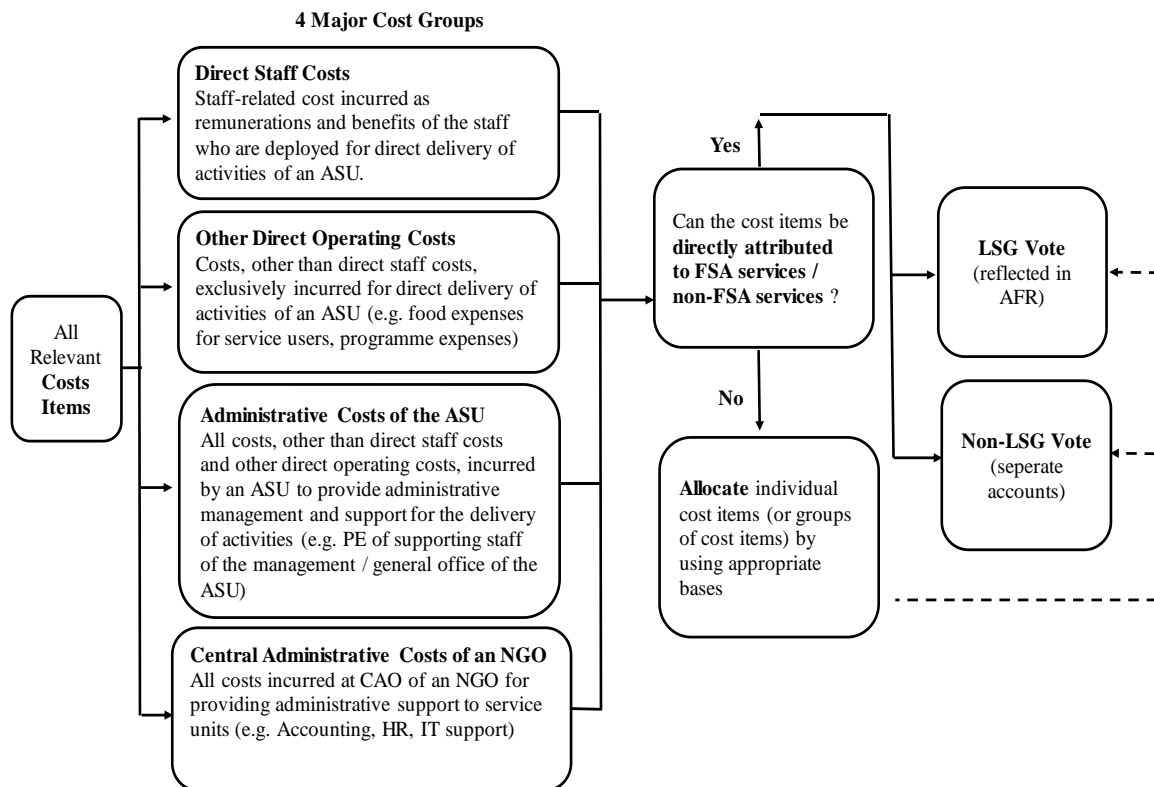 4 Major Cost Groups
All
Relevant
Costs
Items
Direct Staff Costs
Staff-related cost incurred as
remunerations and benefits of the staff
who are deployed for direct delivery of
activities of an ASU.
Other Direct Operating Costs
Costs, other than direct staff costs,
exclusively incurred for direct delivery of
activities of an ASU (e.g. food expenses
for service users, programme expenses)
Administrative Costs of the ASU
All costs, other than direct staff costs
and other direct operating costs, incurred
by an ASU to provide administrative
management and support for the delivery
of activities (e.g. PE of supporting staff
of the management / general office of the
ASU)
Central Administrative Costs of an NGO
All costs incurred at CAO of an NGO for
providing administrative support to service
units (e.g. Accounting, HR, IT support)
Yes
Can the cost items be
directly attributed
to FSA services /
non-FSA services ?
No
Allocate individual
cost items (or groups
of cost items) by
using appropriate
bases
LSG Vote
(reflected in
AFR)
Non-LSG Vote
(seperate
accounts)